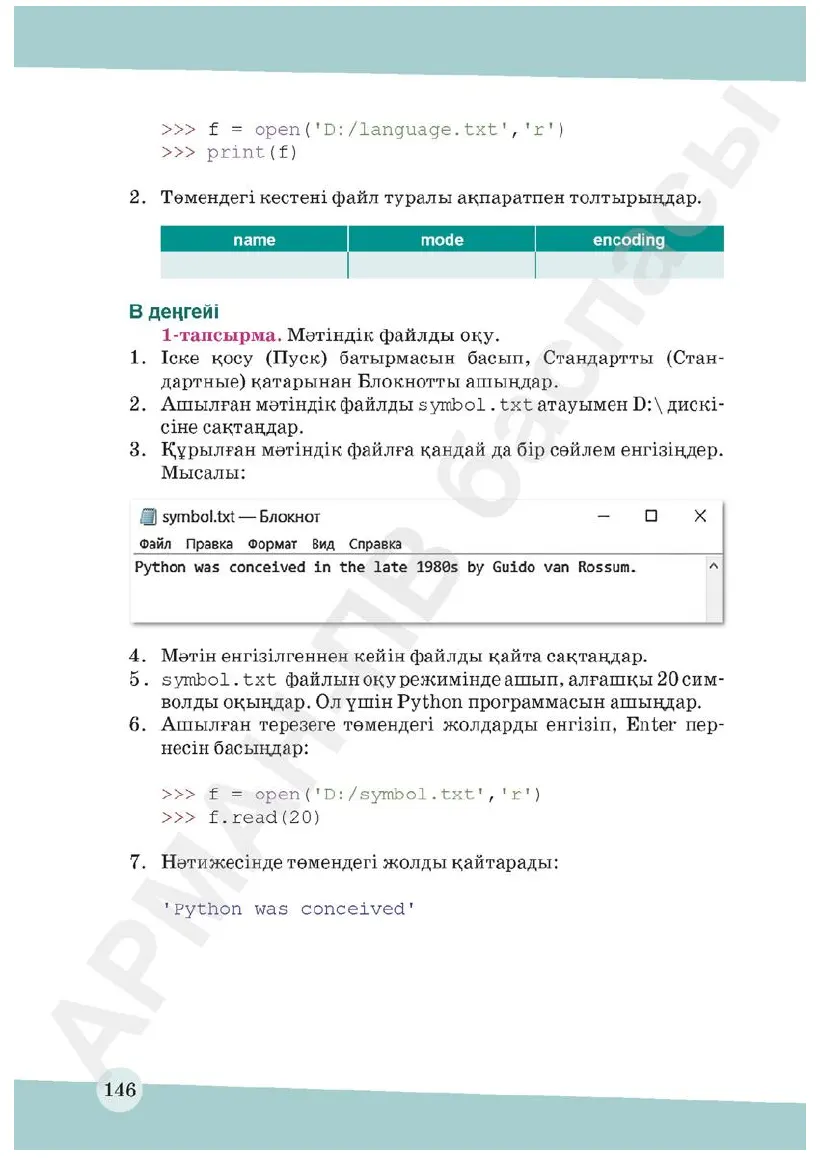 >>> f = open('D:/language.txt','r')
>>> print(f)
2. Төмендегі кестені файл туралы ақпаратпен толтырыңдар.
name mode encoding
В деңгейі
1-тапсырма. Мәтіндік файлды оқу.
1. Іске қосу (Пуск) батырмасын басып, Стандартты (Стан-
дартные) қатарынан Блокнотты ашыңдар.
2. Ашылған мәтіндік файлды symbol.txt атауымен D:\ дискі-
сіне сақтаңдар.
3. Құрылған мәтіндік файлға қандай да бір сөйлем енгізіңдер.
Мысалы:
symbol.txt — Блокнот
Файл Правка Формат Вид Справка
Python was conceived in the late 1980s by Guido van Rossum.
4. Мәтін енгізілгеннен кейін файлды қайта сақтаңдар.
5. symbol.txt файлын оқу режимінде ашып, алғашқы 20 сим-
волды оқыңдар. Ол үшін Python программасын ашыңдар.
6. Ашылған терезеге төмендегі жолдарды енгізіп, Enter пер-
несін басыңдар:
>>> f = open('D:/symbol.txt','r')
>>> f.read(20)
7. Нәтижесінде төмендегі жолды қайтарады:
'Python was conceived'
146
АРМАН-ПВ баспасы